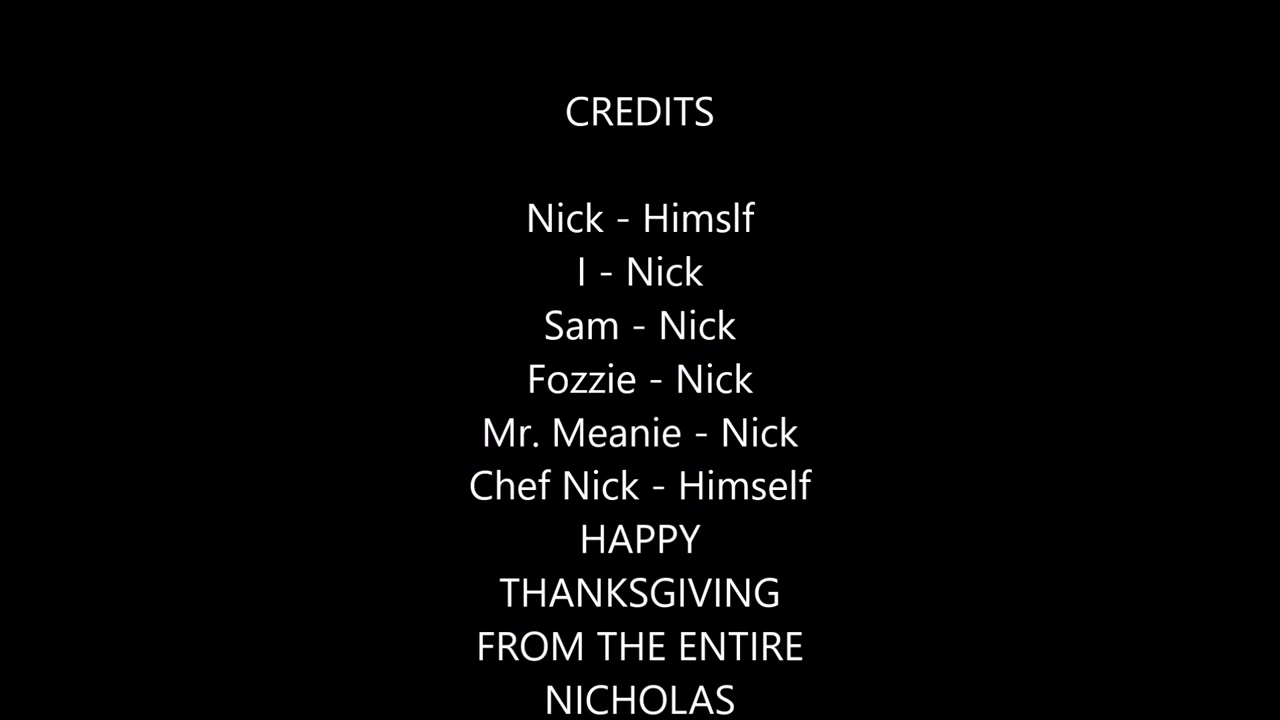 CREDITS
Nick - Himslf
I - Nick
Sam - Nick
Fozzie - Nick
Mr. Meanie - Nick
Chef Nick - Himself
HAPPY
THANKSGIVING
FROM THE ENTIRE
NICHOLAS